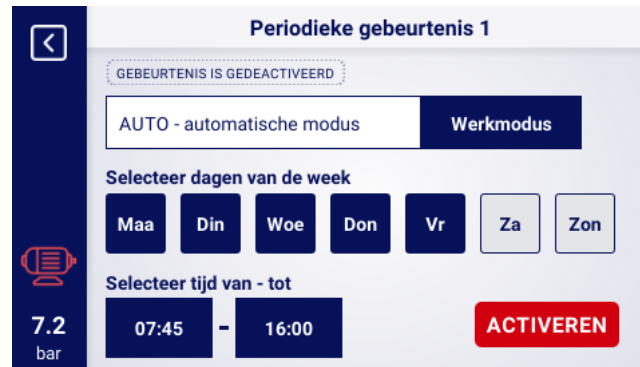 Periodieke gebeurtenis 1
GEBEURTENIS IS GEDEACTIVEERD
AUTO - automatische modus Werkmodus
Selecteer dagen van de week
Maa Din Woe Don Vr Za Zon
Selecteer tijd van - tot
07:45 - 16:00 ACTIVEREN
7.2
bar